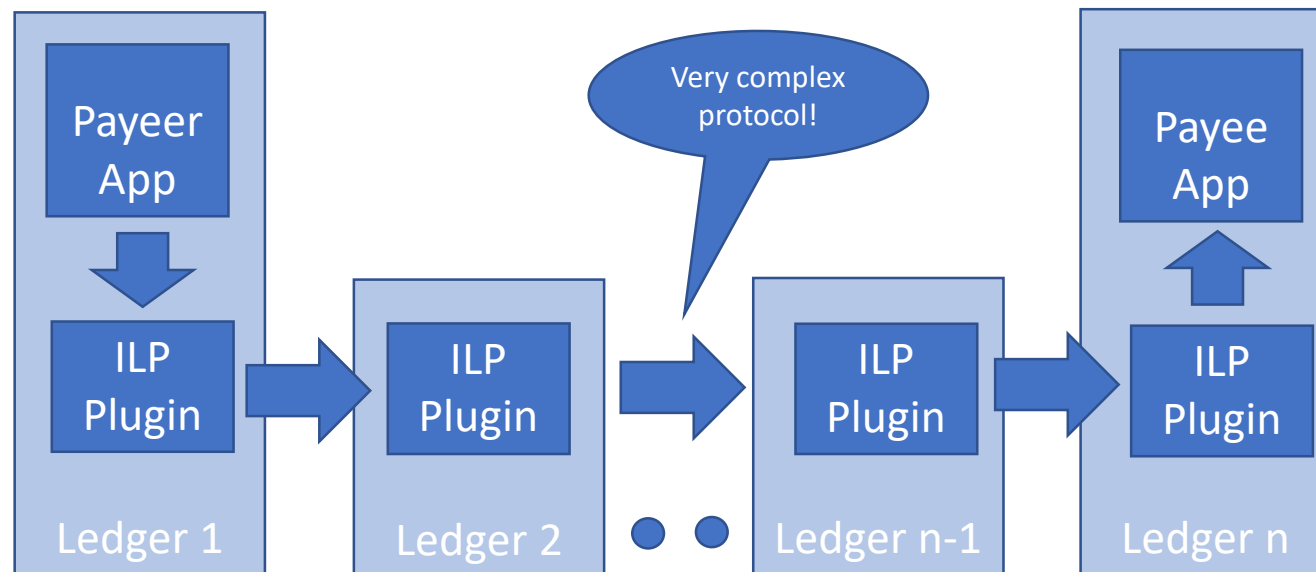 Payeer
App
ILP
Plugin
Ledger 1
ILP
Plugin
Ledger 2
Very complex
protocol!
ILP
Plugin
Ledger n-1
Payee
App
ILP
Plugin
Ledger n